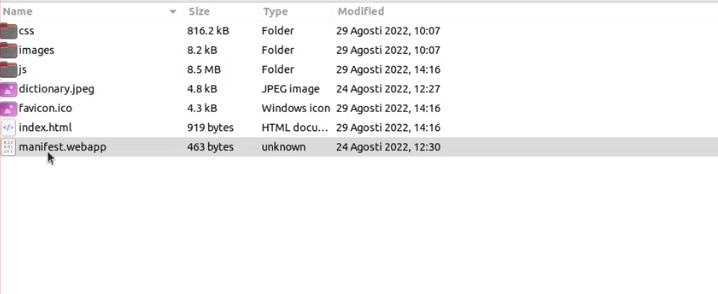 Name Size Type Modified
css 816.2 kB Folder 29 Agosti 2022, 10:07
images 8.2 kB Folder 29 Agosti 2022, 10:07
js 8.5 MB Folder 29 Agosti 2022, 14:16
dictionary.jpeg 4.8 kB JPEG image 24 Agosti 2022, 12:27
favicon.ico 4.3 kB Windows icon 29 Agosti 2022, 14:16
index.html 919 bytes HTML docu... 29 Agosti 2022, 14:16
manifest.webapp 463 bytes unknown 24 Agosti 2022, 12:30